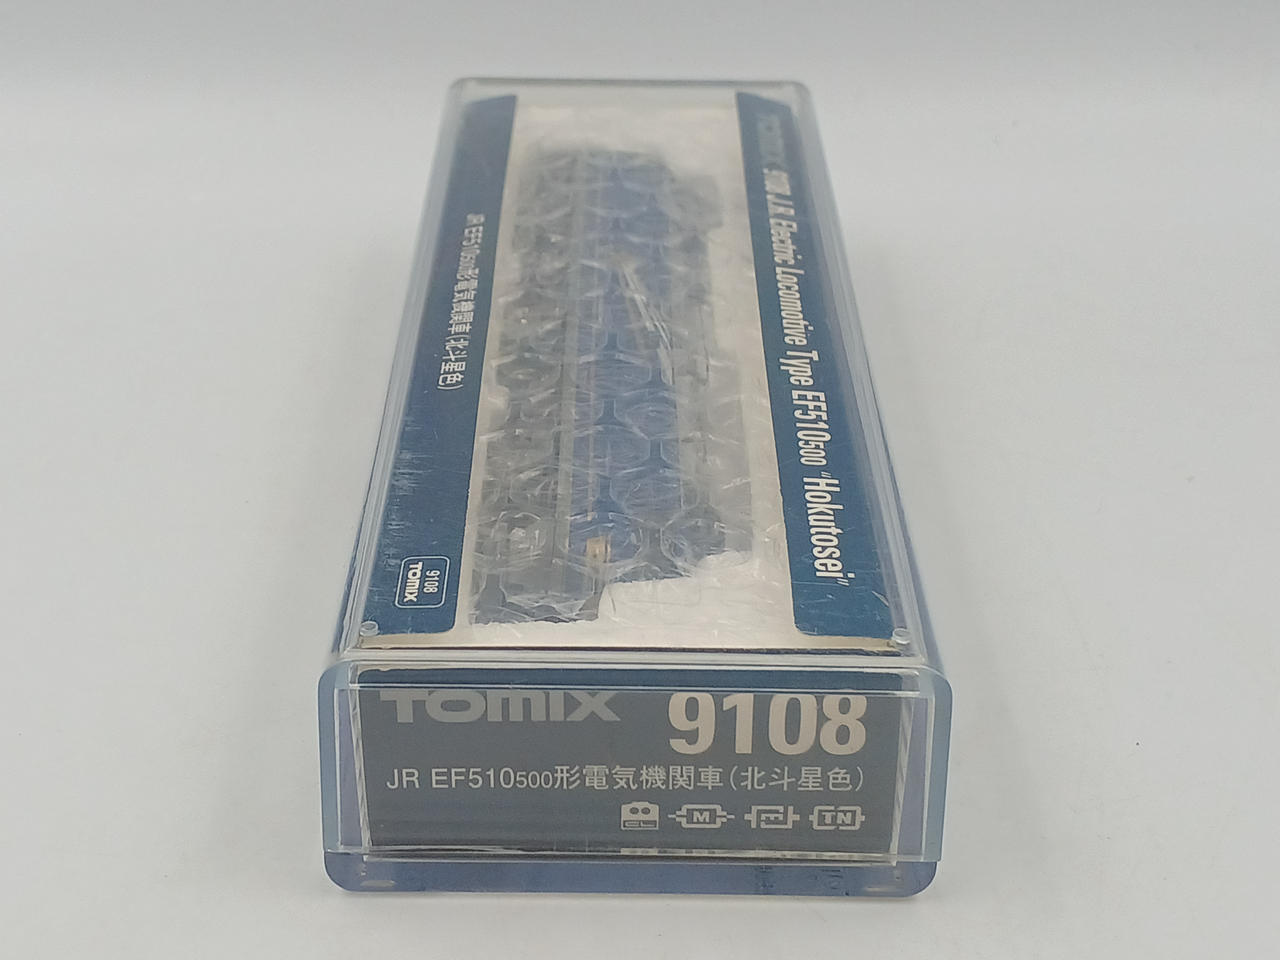 JR EF510500形電気機関車(北斗星色)
9108
TOMIX
TOMIX 9108 J.R. Electric Locomotive Type EF510500 "Hokutosei"
TOMIX 9108
JR EF510500形電気機関車(北斗星色)
CL M E TN